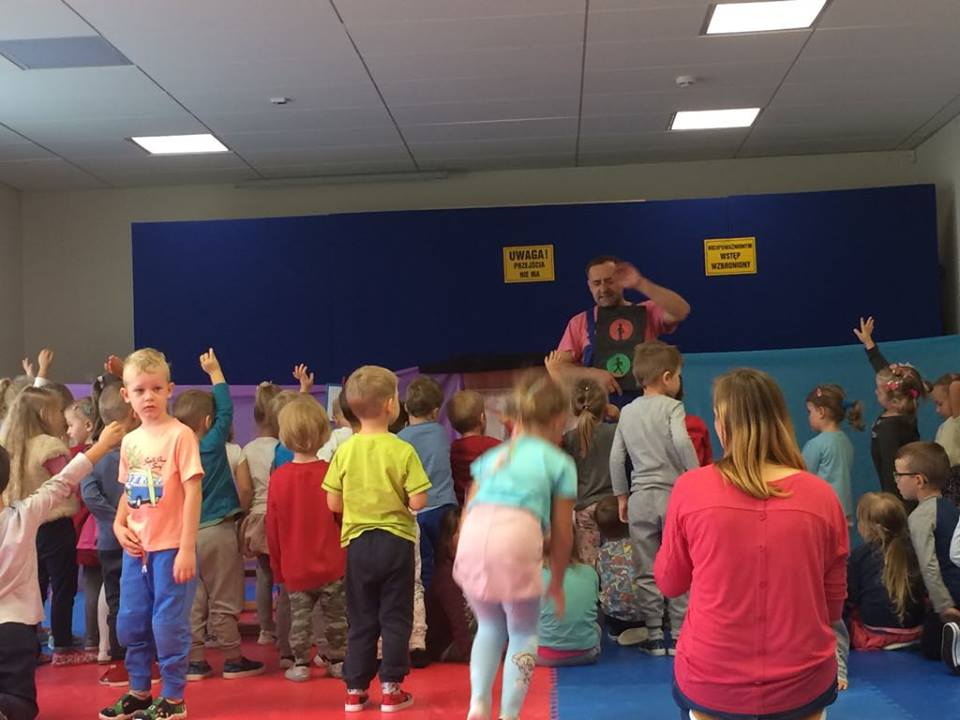 UWAGA!
PRZEJŚCIA
NIE MA
NIEUPOWAŻNIONYM
WSTĘP
WZBRONIONY